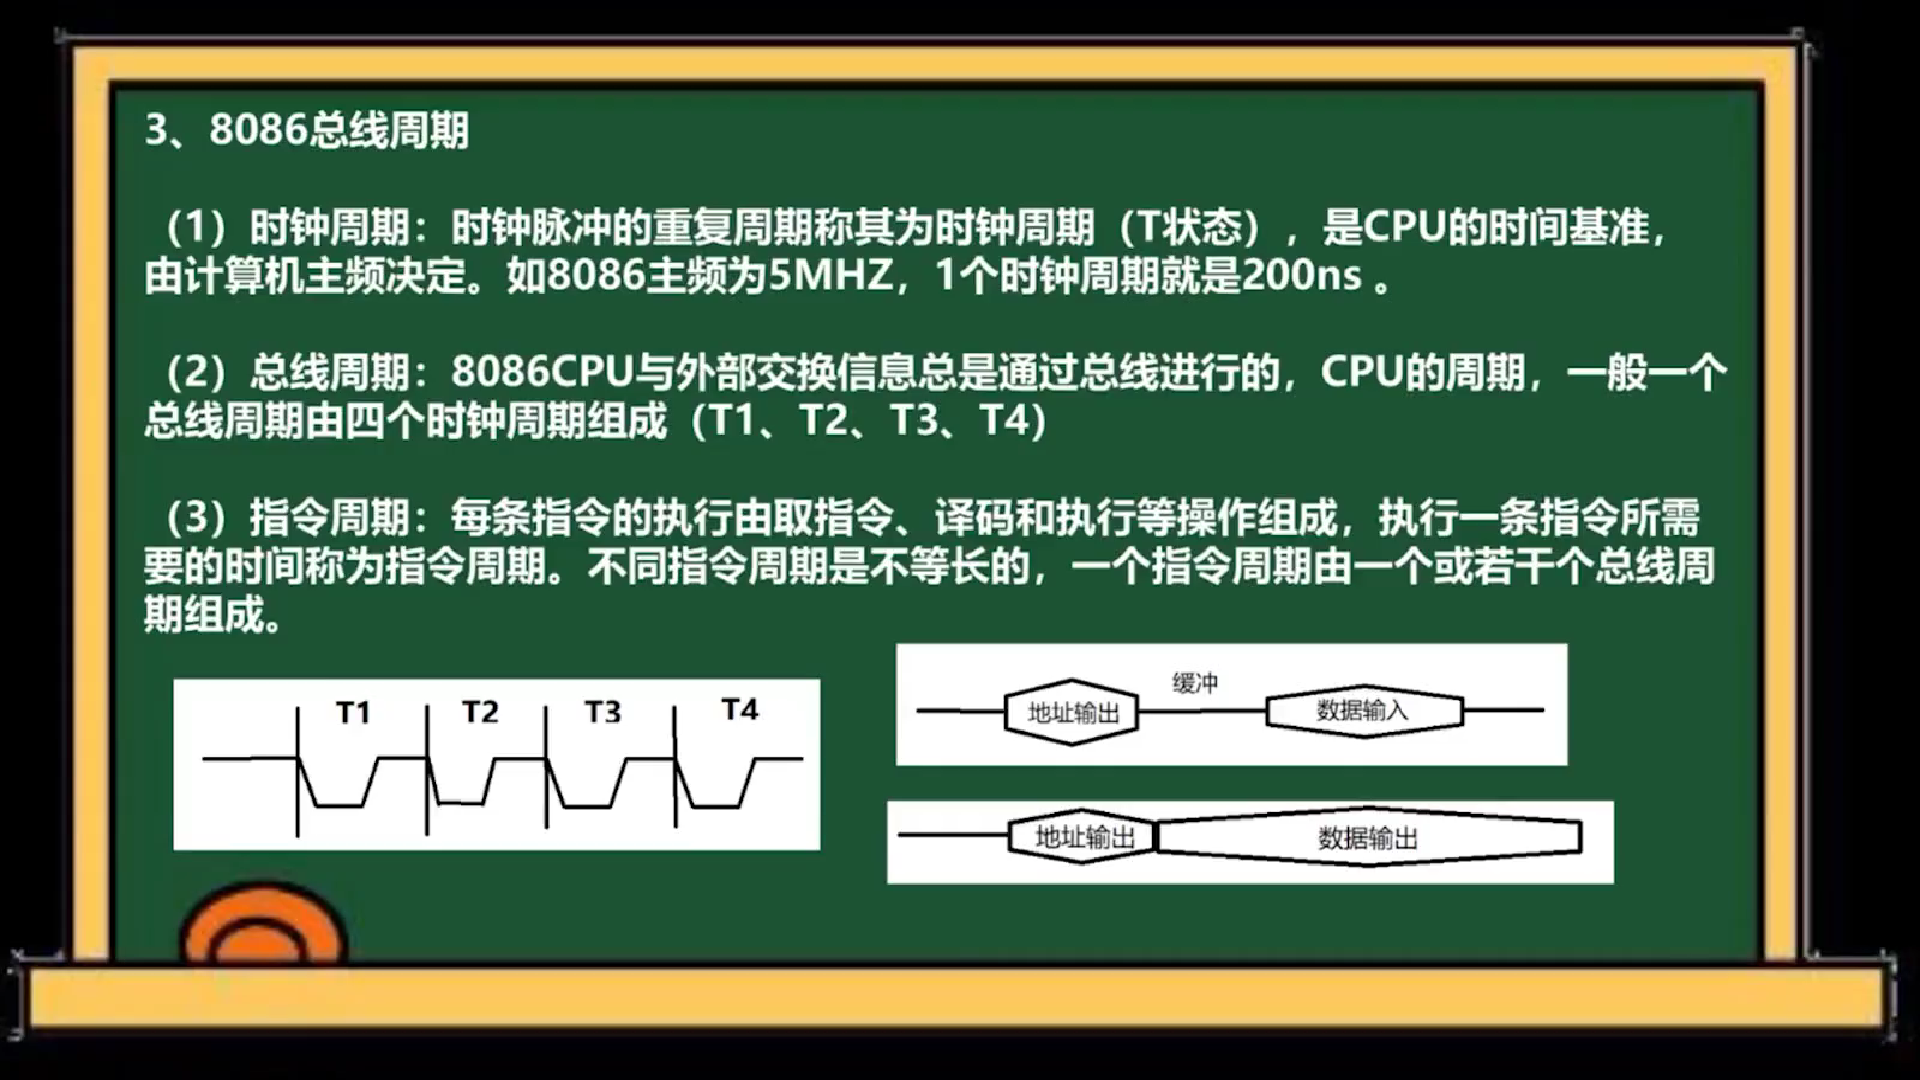 3、8086总线周期
（1）时钟周期：时钟脉冲的重复周期称其为时钟周期（T状态），是CPU的时间基准，
由计算机主频决定。如8086主频为5MHZ，1个时钟周期就是200ns 。
（2）总线周期：8086CPU与外部交换信息总是通过总线进行的，CPU的周期，一般一个
总线周期由四个时钟周期组成（T1、T2、T3、T4）
（3）指令周期：每条指令的执行由取指令、译码和执行等操作组成，执行一条指令所需
要的时间称为指令周期。不同指令周期是不等长的，一个指令周期由一个或若干个总线周
期组成。
T1 T2 T3 T4
缓冲
地址输出 数据输入
地址输出 数据输出